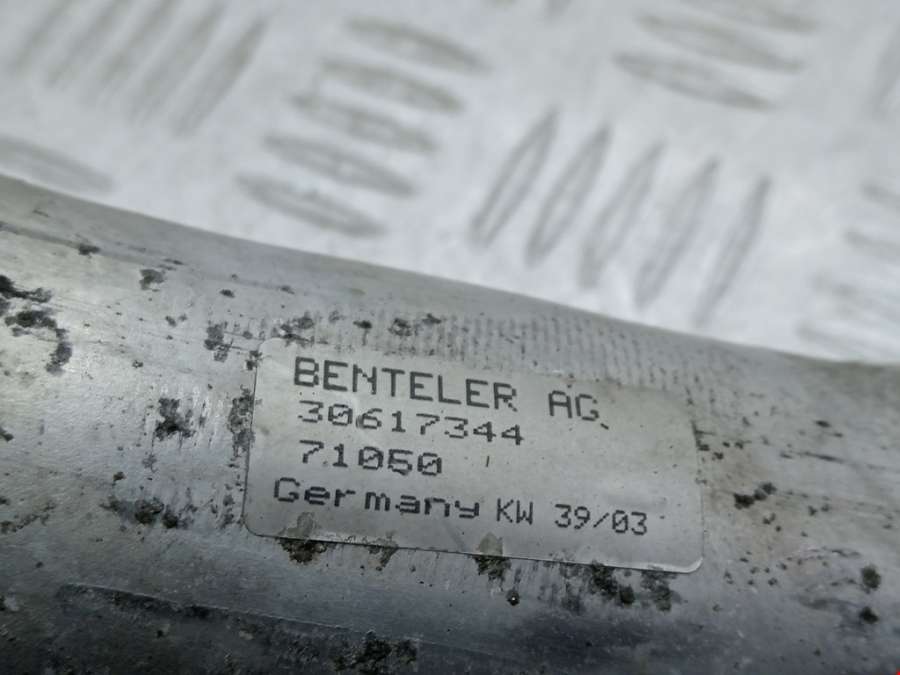 BENTELER AG.
30617344
71050
Germany KW 39/03